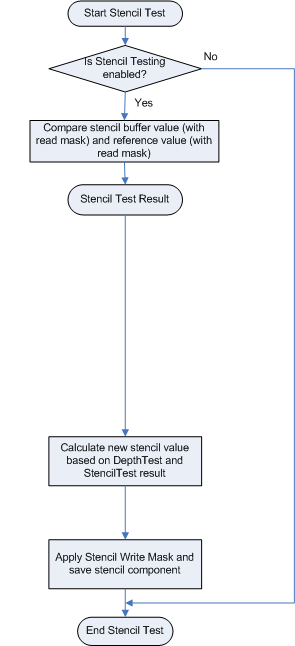 Start Stencil Test
Is Stencil Testing
enabled?
No
Yes
Compare stencil buffer value (with
read mask) and reference value (with
read mask)
Stencil Test Result
Calculate new stencil value
based on DepthTest and
StencilTest result
Apply Stencil Write Mask and
save stencil component
End Stencil Test